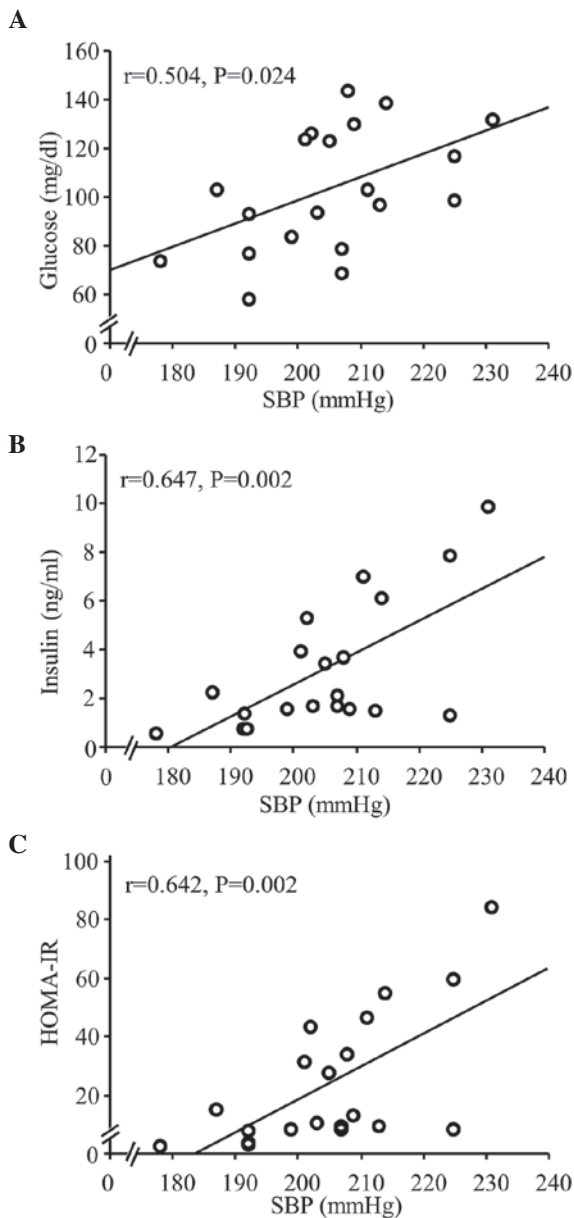 A
160
r=0.504, P=0.024
140
120
100
80
60
0
Glucose (mg/dl)
0 180 190 200 210 220 230 240
SBP (mmHg)
B
12
r=0.647, P=0.002
10
8
6
4
2
0
Insulin (ng/ml)
0 180 190 200 210 220 230 240
SBP (mmHg)
C
100
r=0.642, P=0.002
80
60
40
20
0
HOMA-IR
0 180 190 200 210 220 230 240
SBP (mmHg)